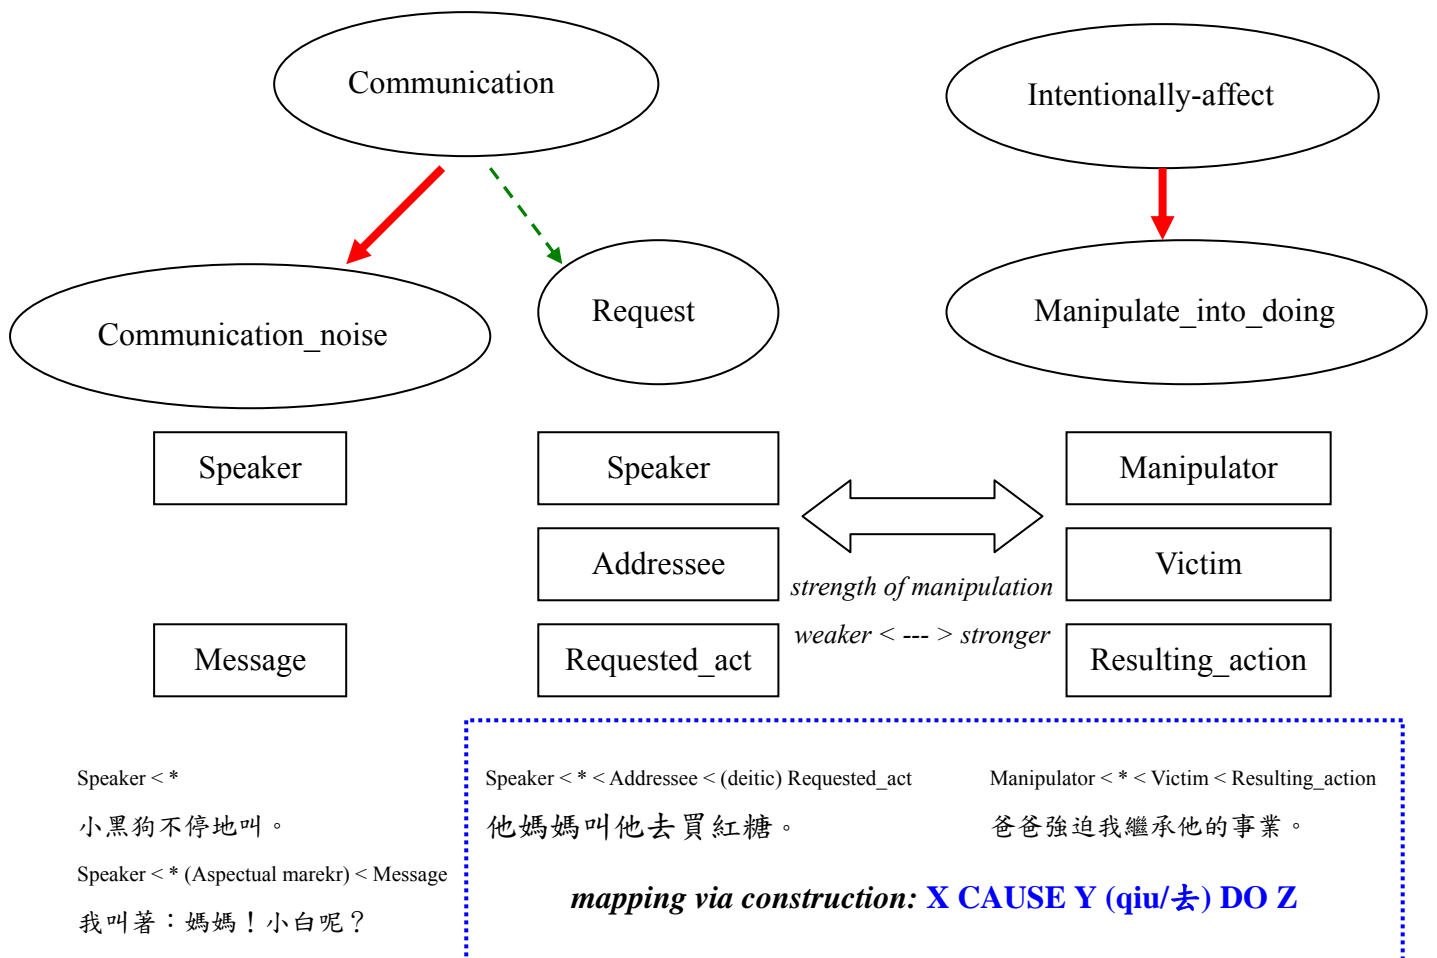 Communication
Intentionally-affect
Communication_noise
Request
Manipulate_into_doing
Speaker
Speaker
Manipulator
Addressee
Victim
strength of manipulation
weaker < --- > stronger
Message
Requested_act
Resulting_action
Speaker < *
小黑狗不停地叫。
Speaker < * (Aspectual marekr) < Message
我叫著：媽媽！小白呢？
Speaker < * < Addressee < (deitic) Requested_act
他媽媽叫他去買紅糖。
Manipulator < * < Victim < Resulting_action
爸爸強迫我繼承他的事業。
mapping via construction: X CAUSE Y (qiu/去) DO Z